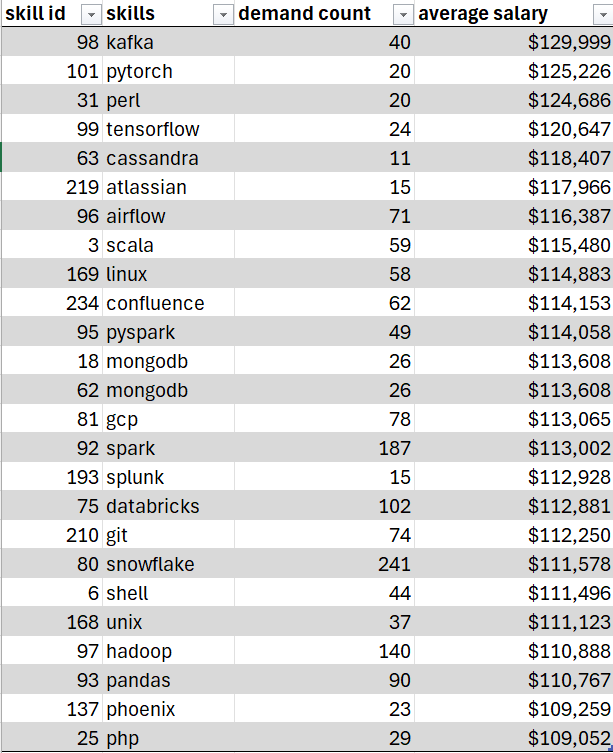 skill id skills demand count average salary
98 kafka 40 $129,999
101 pytorch 20 $125,226
31 perl 20 $124,686
99 tensorflow 24 $120,647
63 cassandra 11 $118,407
219 atlassian 15 $117,966
96 airflow 71 $116,387
3 scala 59 $115,480
169 linux 58 $114,883
234 confluence 62 $114,153
95 pyspark 49 $114,058
18 mongodb 26 $113,608
62 mongodb 26 $113,608
81 gcp 78 $113,065
92 spark 187 $113,002
193 splunk 15 $112,928
75 databricks 102 $112,881
210 git 74 $112,250
80 snowflake 241 $111,578
6 shell 44 $111,496
168 unix 37 $111,123
97 hadoop 140 $110,888
93 pandas 90 $110,767
137 phoenix 23 $109,259
25 php 29 $109,052